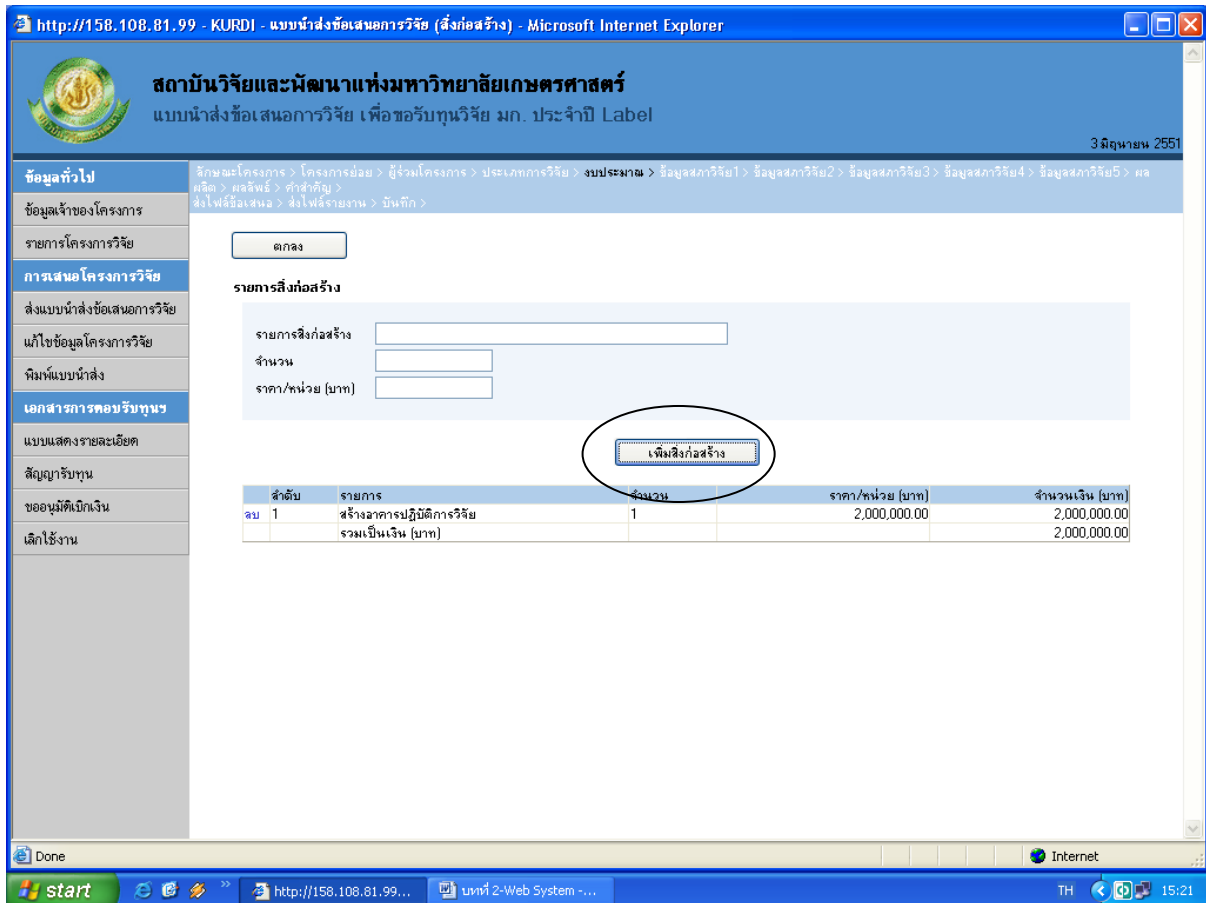 http://158.108.81.99 - KURDI - แบบนำส่งข้อเสนอการวิจัย (สิ่งก่อสร้าง) - Microsoft Internet Explorer
สถาบันวิจัยและพัฒนาแห่งมหาวิทยาลัยเกษตรศาสตร์
แบบนำส่งข้อเสนอการวิจัย เพื่อขอรับทุนวิจัย มก. ประจำปี Label
3 มิถุนายน 2551
ข้อมูลทั่วไป
ข้อมูลเจ้าของโครงการ
รายการโครงการวิจัย
การเสนอโครงการวิจัย
ส่งแบบนำส่งข้อเสนอการวิจัย
แก้ไขข้อมูลโครงการวิจัย
พิมพ์แบบนำส่ง
เอกสารการตอบรับทุนฯ
แบบแสดงรายละเอียด
สัญญารับทุน
ขออนุมัติเบิกเงิน
เลิกใช้งาน
ลักษณะโครงการ > โครงการย่อย > ผู้ร่วมโครงการ > ประเภทการวิจัย > งบประมาณ > ข้อมูลสภาวิจัย1 > ข้อมูลสภาวิจัย2 > ข้อมูลสภาวิจัย3 > ข้อมูลสภาวิจัย4 > ข้อมูลสภาวิจัย5 > ผล
ผลิต > ผลลัพธ์ > คำสำคัญ >
ส่งไฟล์ข้อเสนอ > ส่งไฟล์รายงาน > บันทึก >
ตกลง
รายการสิ่งก่อสร้าง
รายการสิ่งก่อสร้าง
จำนวน
ราคา/หน่วย (บาท)
เพิ่มสิ่งก่อสร้าง
ลำดับ รายการ จำนวน ราคา/หน่วย (บาท) จำนวนเงิน (บาท)
ลบ 1 สร้างอาคารปฏิบัติการวิจัย 1 2,000,000.00 2,000,000.00
รวมเป็นเงิน (บาท) 2,000,000.00
Done Internet
start http://158.108.81.99... บทที่ 2-Web System -... TH 15:21